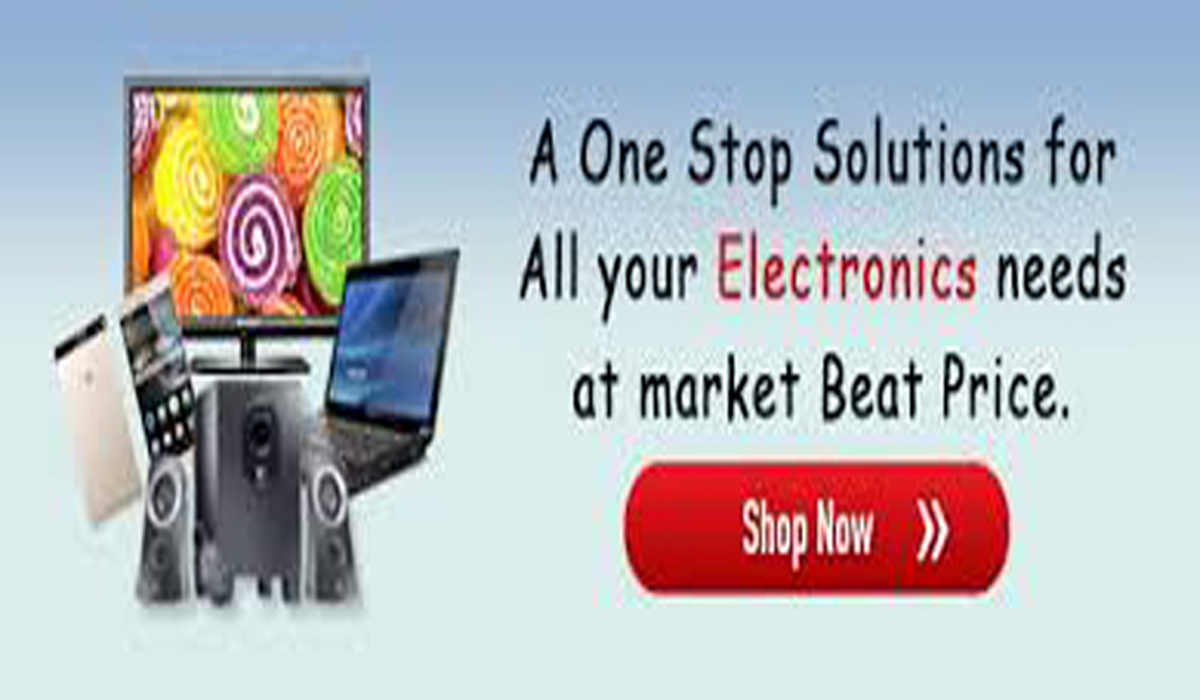 A One Stop Solutions for
All your Electronics needs
at market Beat Price.
Shop Now »